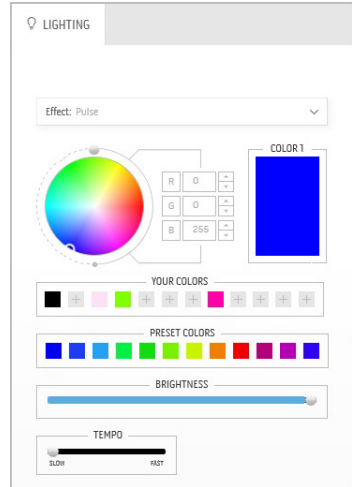 LIGHTING
Effect: Pulse
COLOR 1
R 0
G 0
B 255
YOUR COLORS
PRESET COLORS
BRIGHTNESS
TEMPO
SLOW FAST